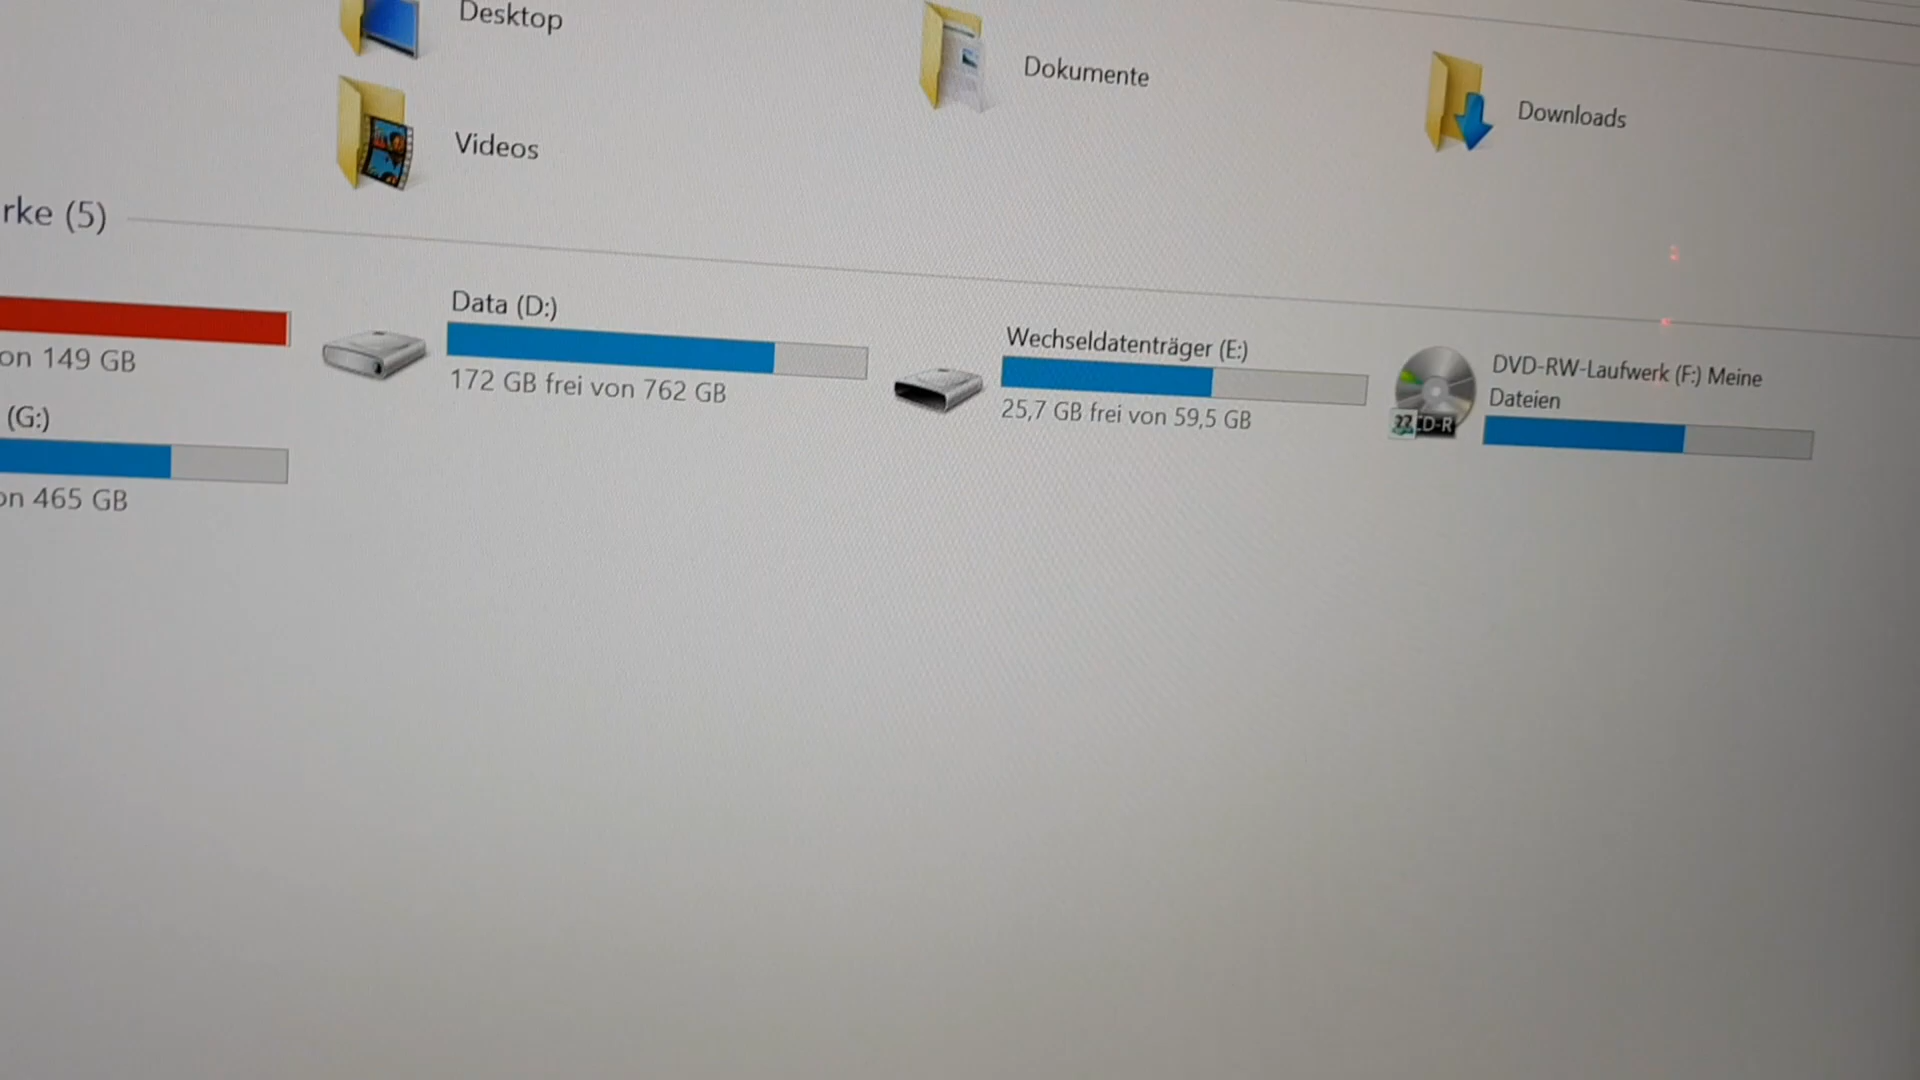 Desktop
Dokumente
Downloads
Videos
rke (5)
on 149 GB
Data (D:)
172 GB frei von 762 GB
Wechseldatenträger (E:)
25,7 GB frei von 59,5 GB
DVD-RW-Laufwerk (F:) Meine
Dateien
CD-R
(G:)
on 465 GB